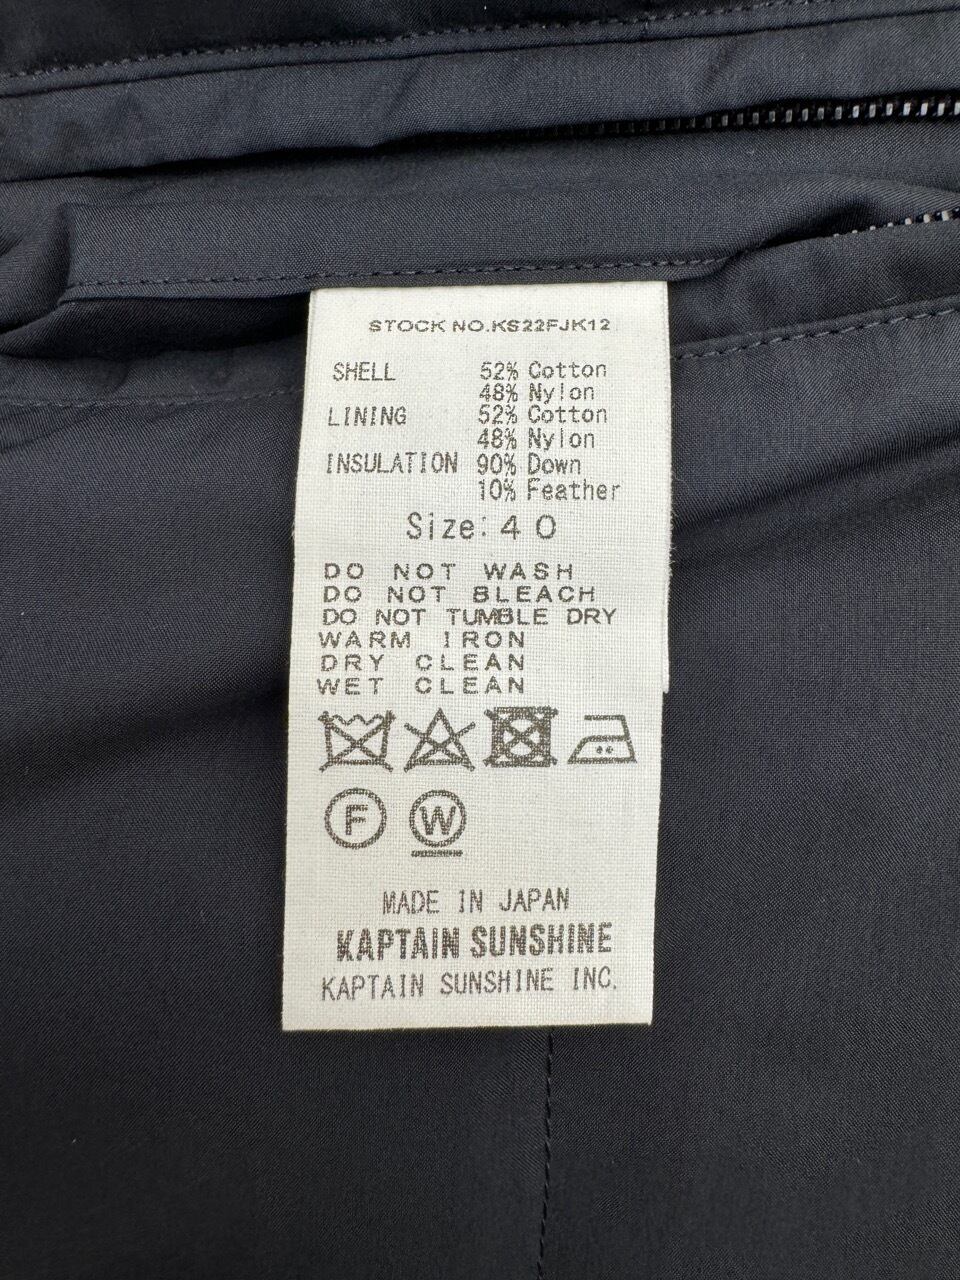 STOCK NO.KS22FJK12
SHELL 52% Cotton
48% Nylon
LINING 52% Cotton
48% Nylon
INSULATION 90% Down
10% Feather
Size: 40
DO NOT WASH
DO NOT BLEACH
DO NOT TUMBLE DRY
WARM IRON
DRY CLEAN
WET CLEAN
F W
MADE IN JAPAN
KAPTAIN SUNSHINE
KAPTAIN SUNSHINE INC.